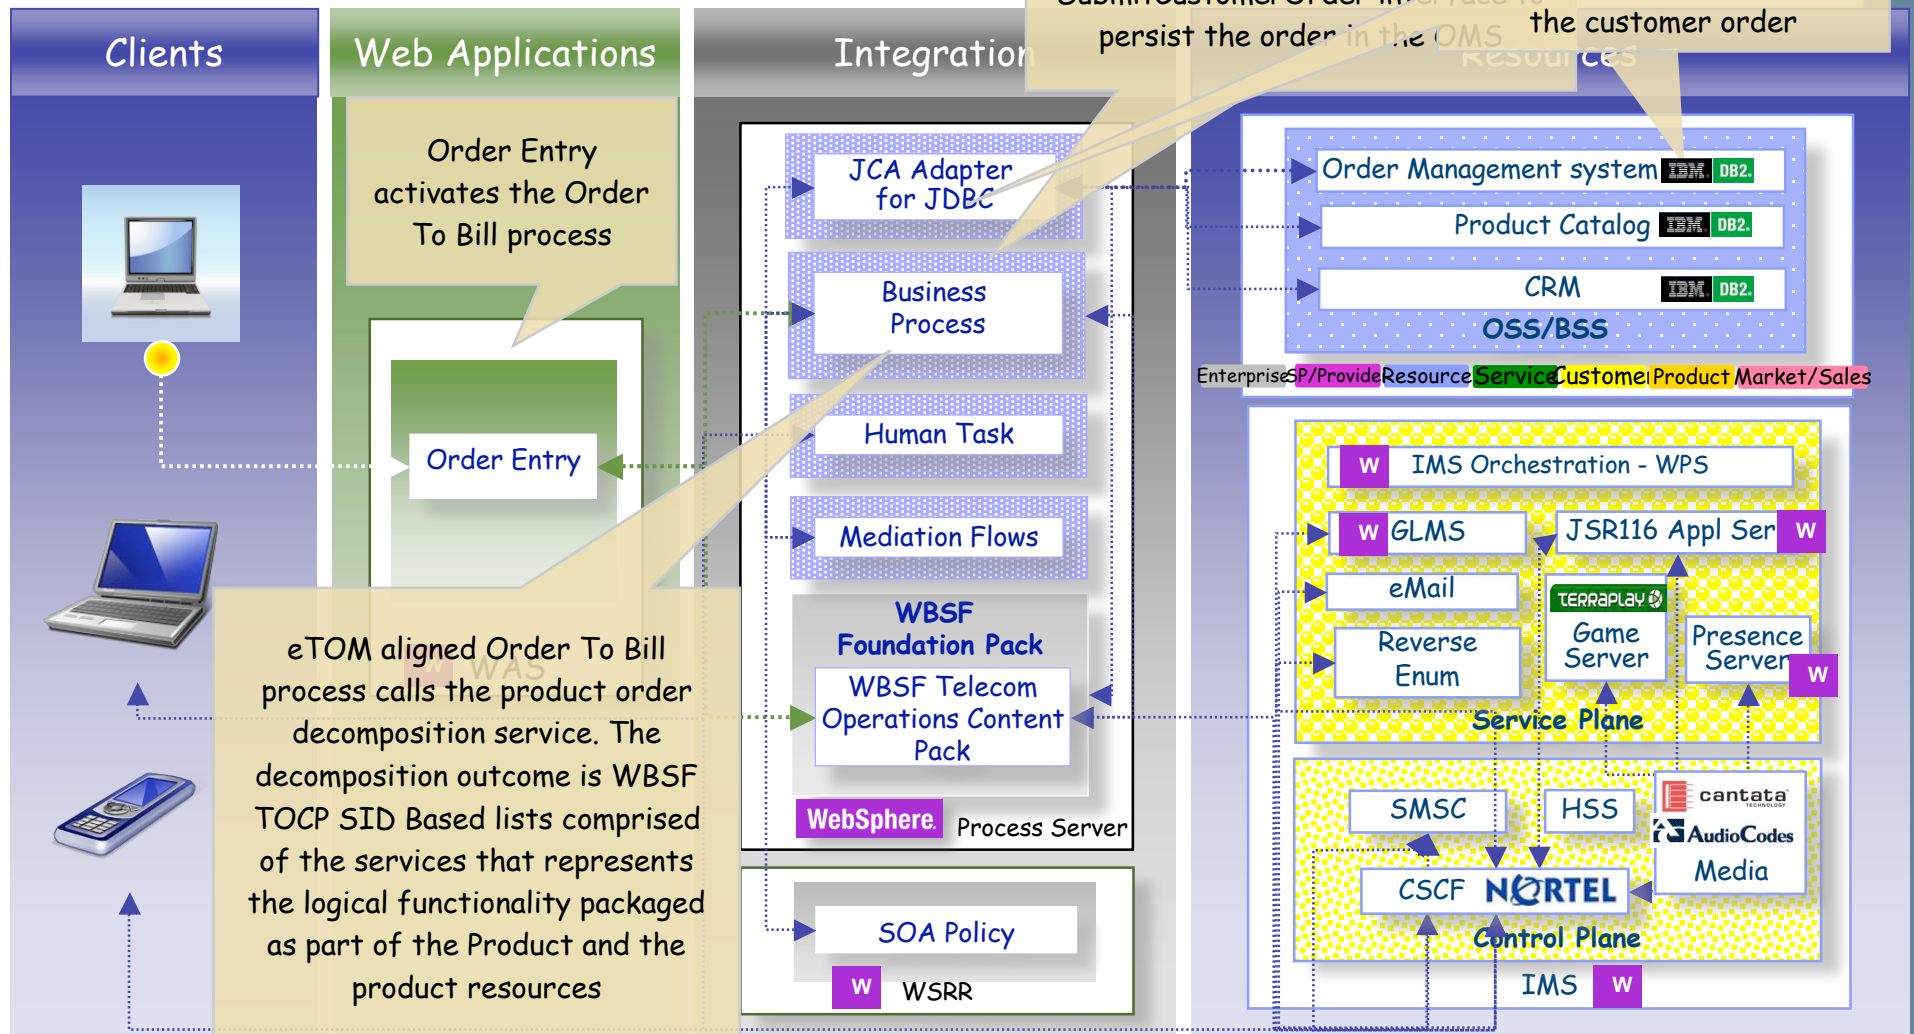 persist the order in the OMS
the customer order
Clients
Web Applications
Integration
Resources
Order Entry
activates the Order
To Bill process
JCA Adapter
for JDBC
Business
Process
Human Task
Mediation Flows
WBSF
Foundation Pack
WBSF Telecom
Operations Content
Pack
WebSphere.
Process Server
SOA Policy
W
WSRR
Order Entry
W WAS
eTOM aligned Order To Bill
process calls the product order
decomposition service. The
decomposition outcome is WBSF
TOCP SID Based lists comprised
of the services that represents
the logical functionality packaged
as part of the Product and the
product resources
Order Management system IBM. DB2.
Product Catalog IBM. DB2.
CRM IBM. DB2.
OSS/BSS
Enterprise SP/Provide Resource Service Custome Product Market/Sales
W IMS Orchestration - WPS
W GLMS
JSR116 Appl Ser W
eMail
TERRAPLAY
Game
Server
Reverse
Enum
Presence
Server
W
Service Plane
SMSC
HSS
cantata
TECHNOLOGY
AudioCodes
Media
CSCF NORTEL
Control Plane
IMS W